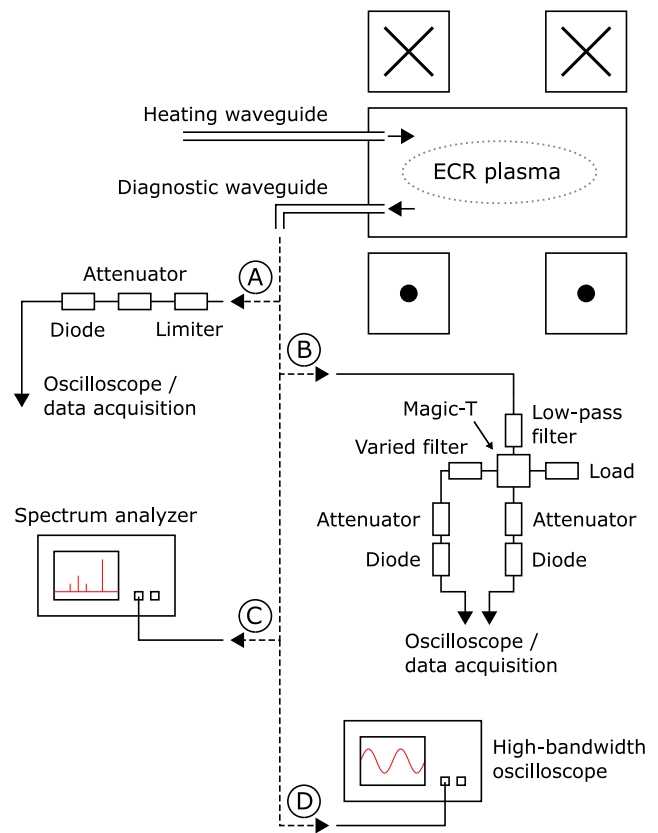 Heating waveguide
ECR plasma
Diagnostic waveguide
A
Attenuator
Diode
Limiter
Oscilloscope /
data acquisition
B
Magic-T
Low-pass
filter
Varied filter
Load
Attenuator
Attenuator
Diode
Diode
Oscilloscope /
data acquisition
Spectrum analyzer
C
High-bandwidth
oscilloscope
D